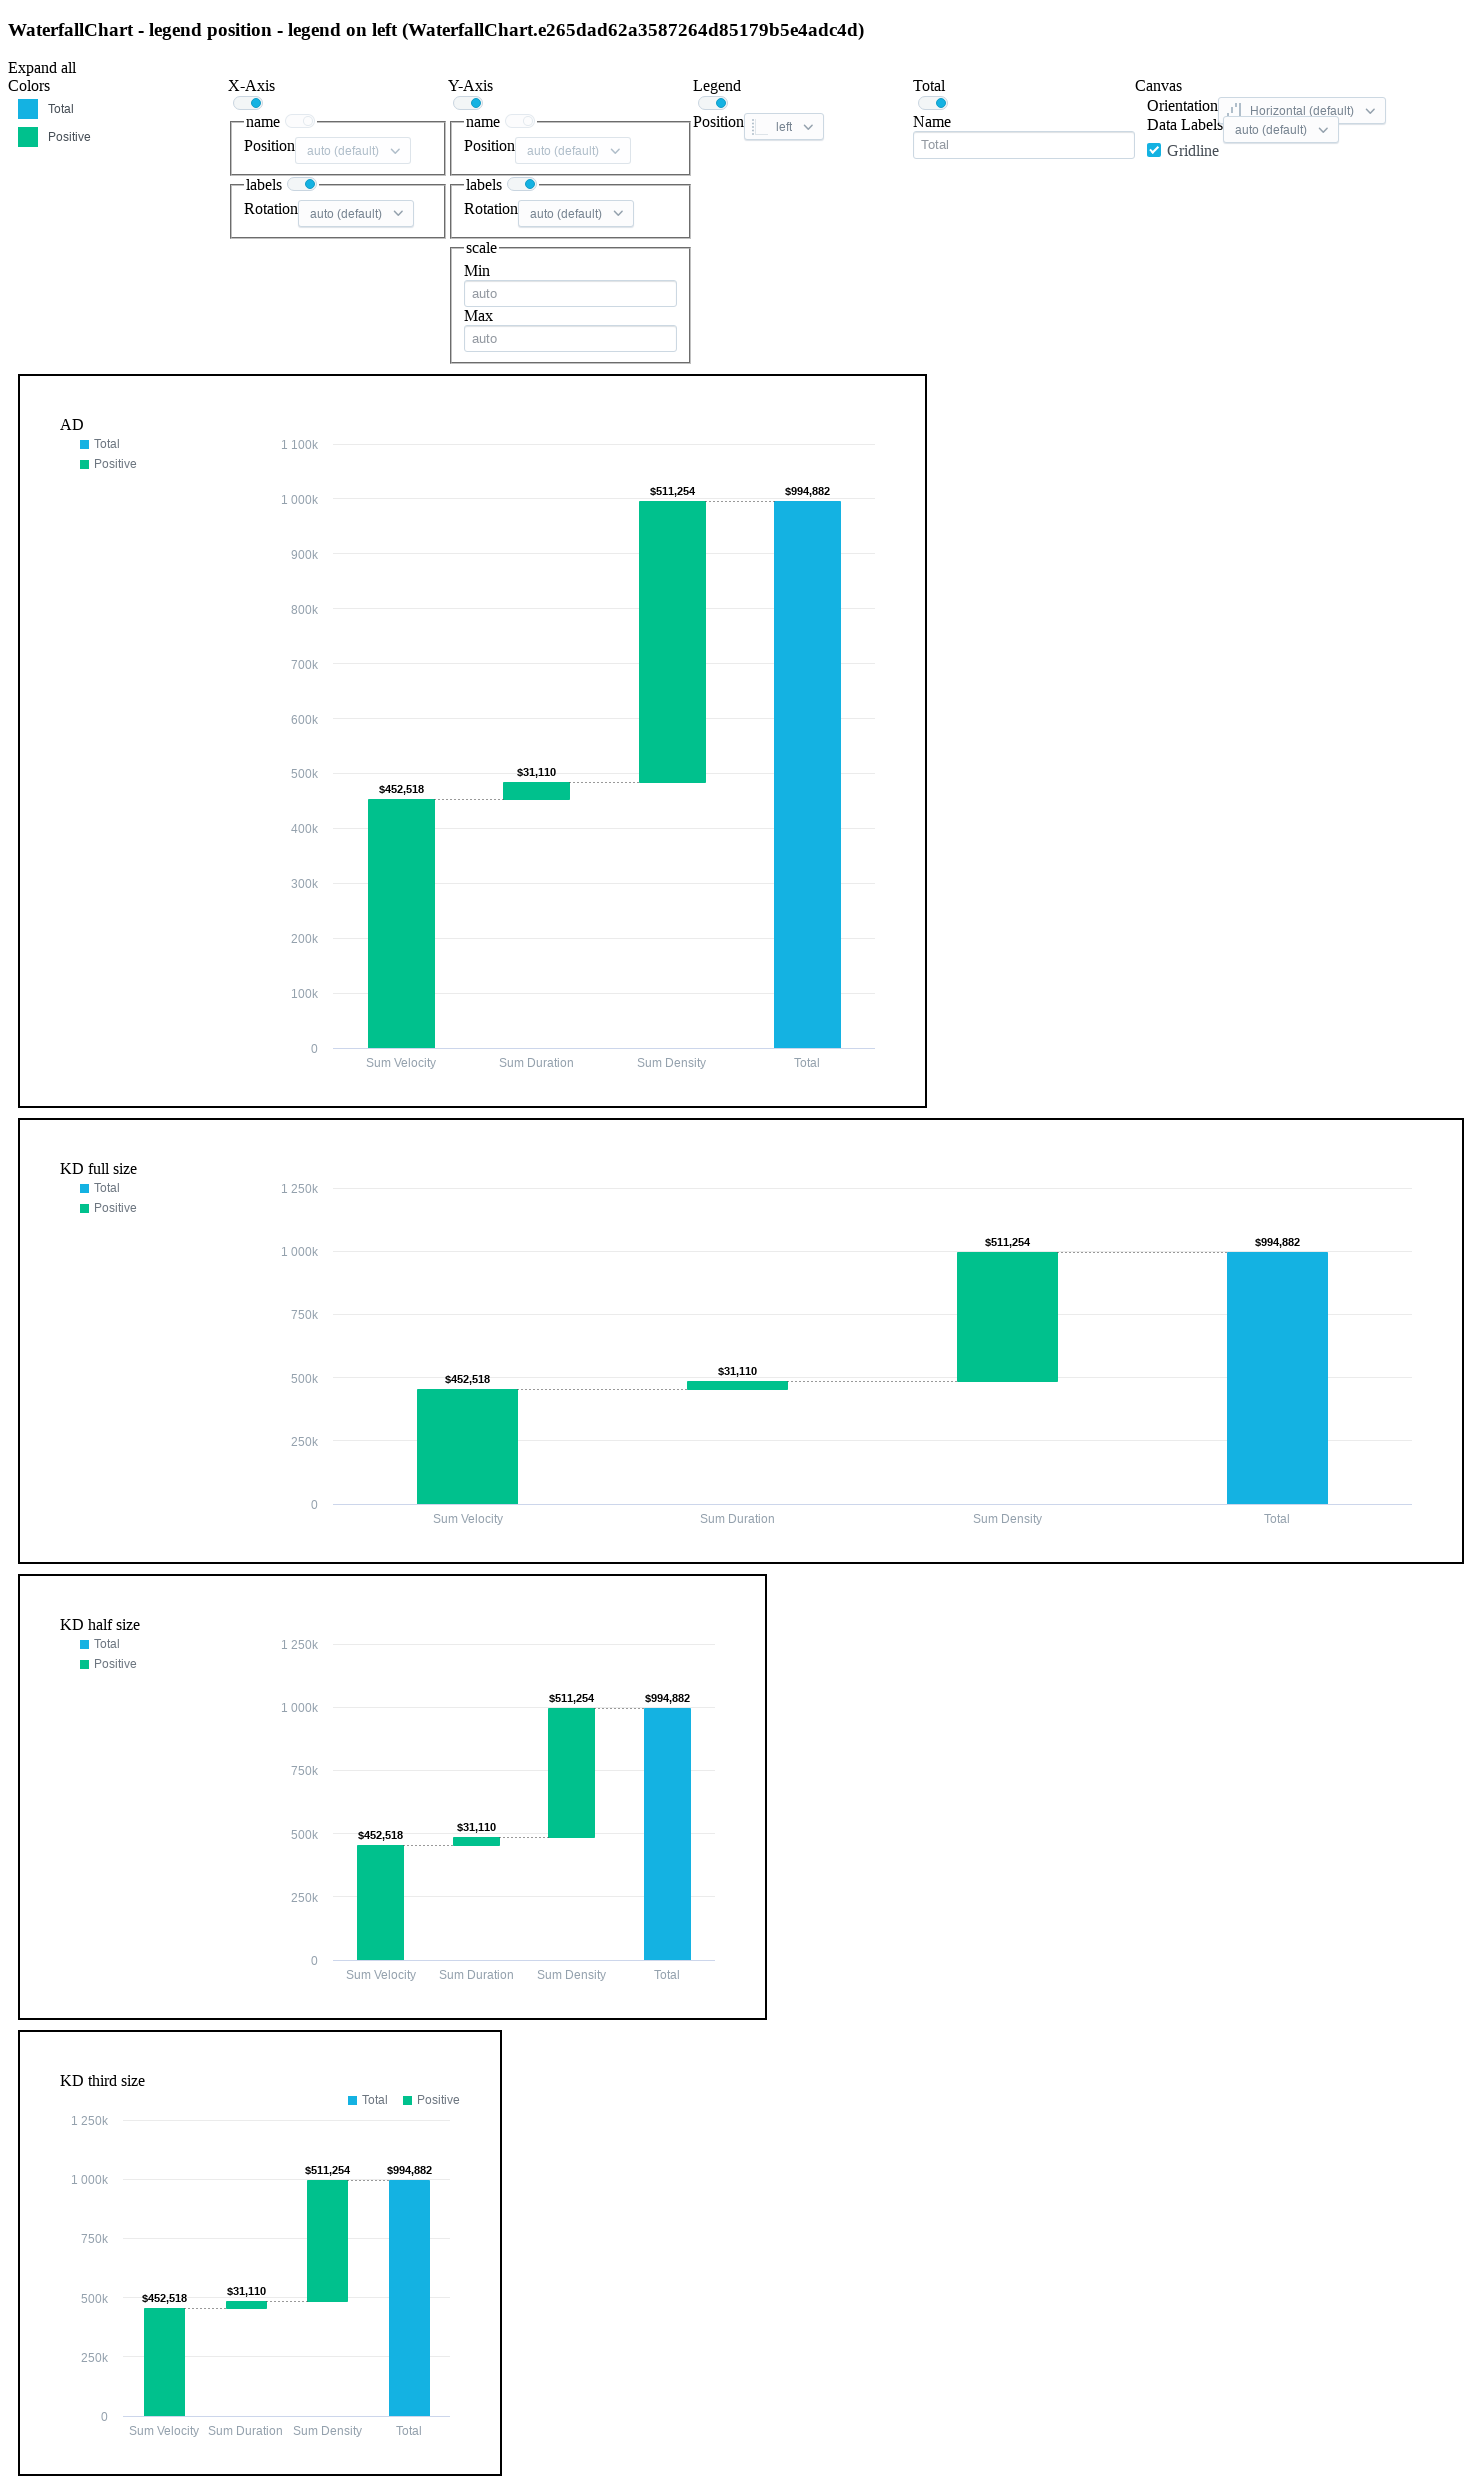 WaterfallChart - legend position - legend on left (WaterfallChart.e265dad62a3587264d85179b5e4adc4d)
Expand all
Colors
Total
Positive
X-Axis
name
Position auto (default)
labels
Rotation auto (default)
Y-Axis
name
Position auto (default)
labels
Rotation auto (default)
scale
Min
auto
Max
auto
Legend
Position left
Total
Name
Total
Canvas
Orientation Horizontal (default)
Data Labels auto (default)
Gridline
AD
Total
Positive
1 100k
1 000k
900k
800k
700k
600k
500k
400k
300k
200k
100k
0
$452,518
$31,110
$511,254
$994,882
Sum Velocity
Sum Duration
Sum Density
Total
KD full size
Total
Positive
1 250k
1 000k
750k
500k
250k
0
$452,518
$31,110
$511,254
$994,882
Sum Velocity
Sum Duration
Sum Density
Total
KD half size
Total
Positive
1 250k
1 000k
750k
500k
250k
0
$452,518
$31,110
$511,254
$994,882
Sum Velocity
Sum Duration
Sum Density
Total
KD third size
Total
Positive
1 250k
1 000k
750k
500k
250k
0
$452,518
$31,110
$511,254
$994,882
Sum Velocity
Sum Duration
Sum Density
Total